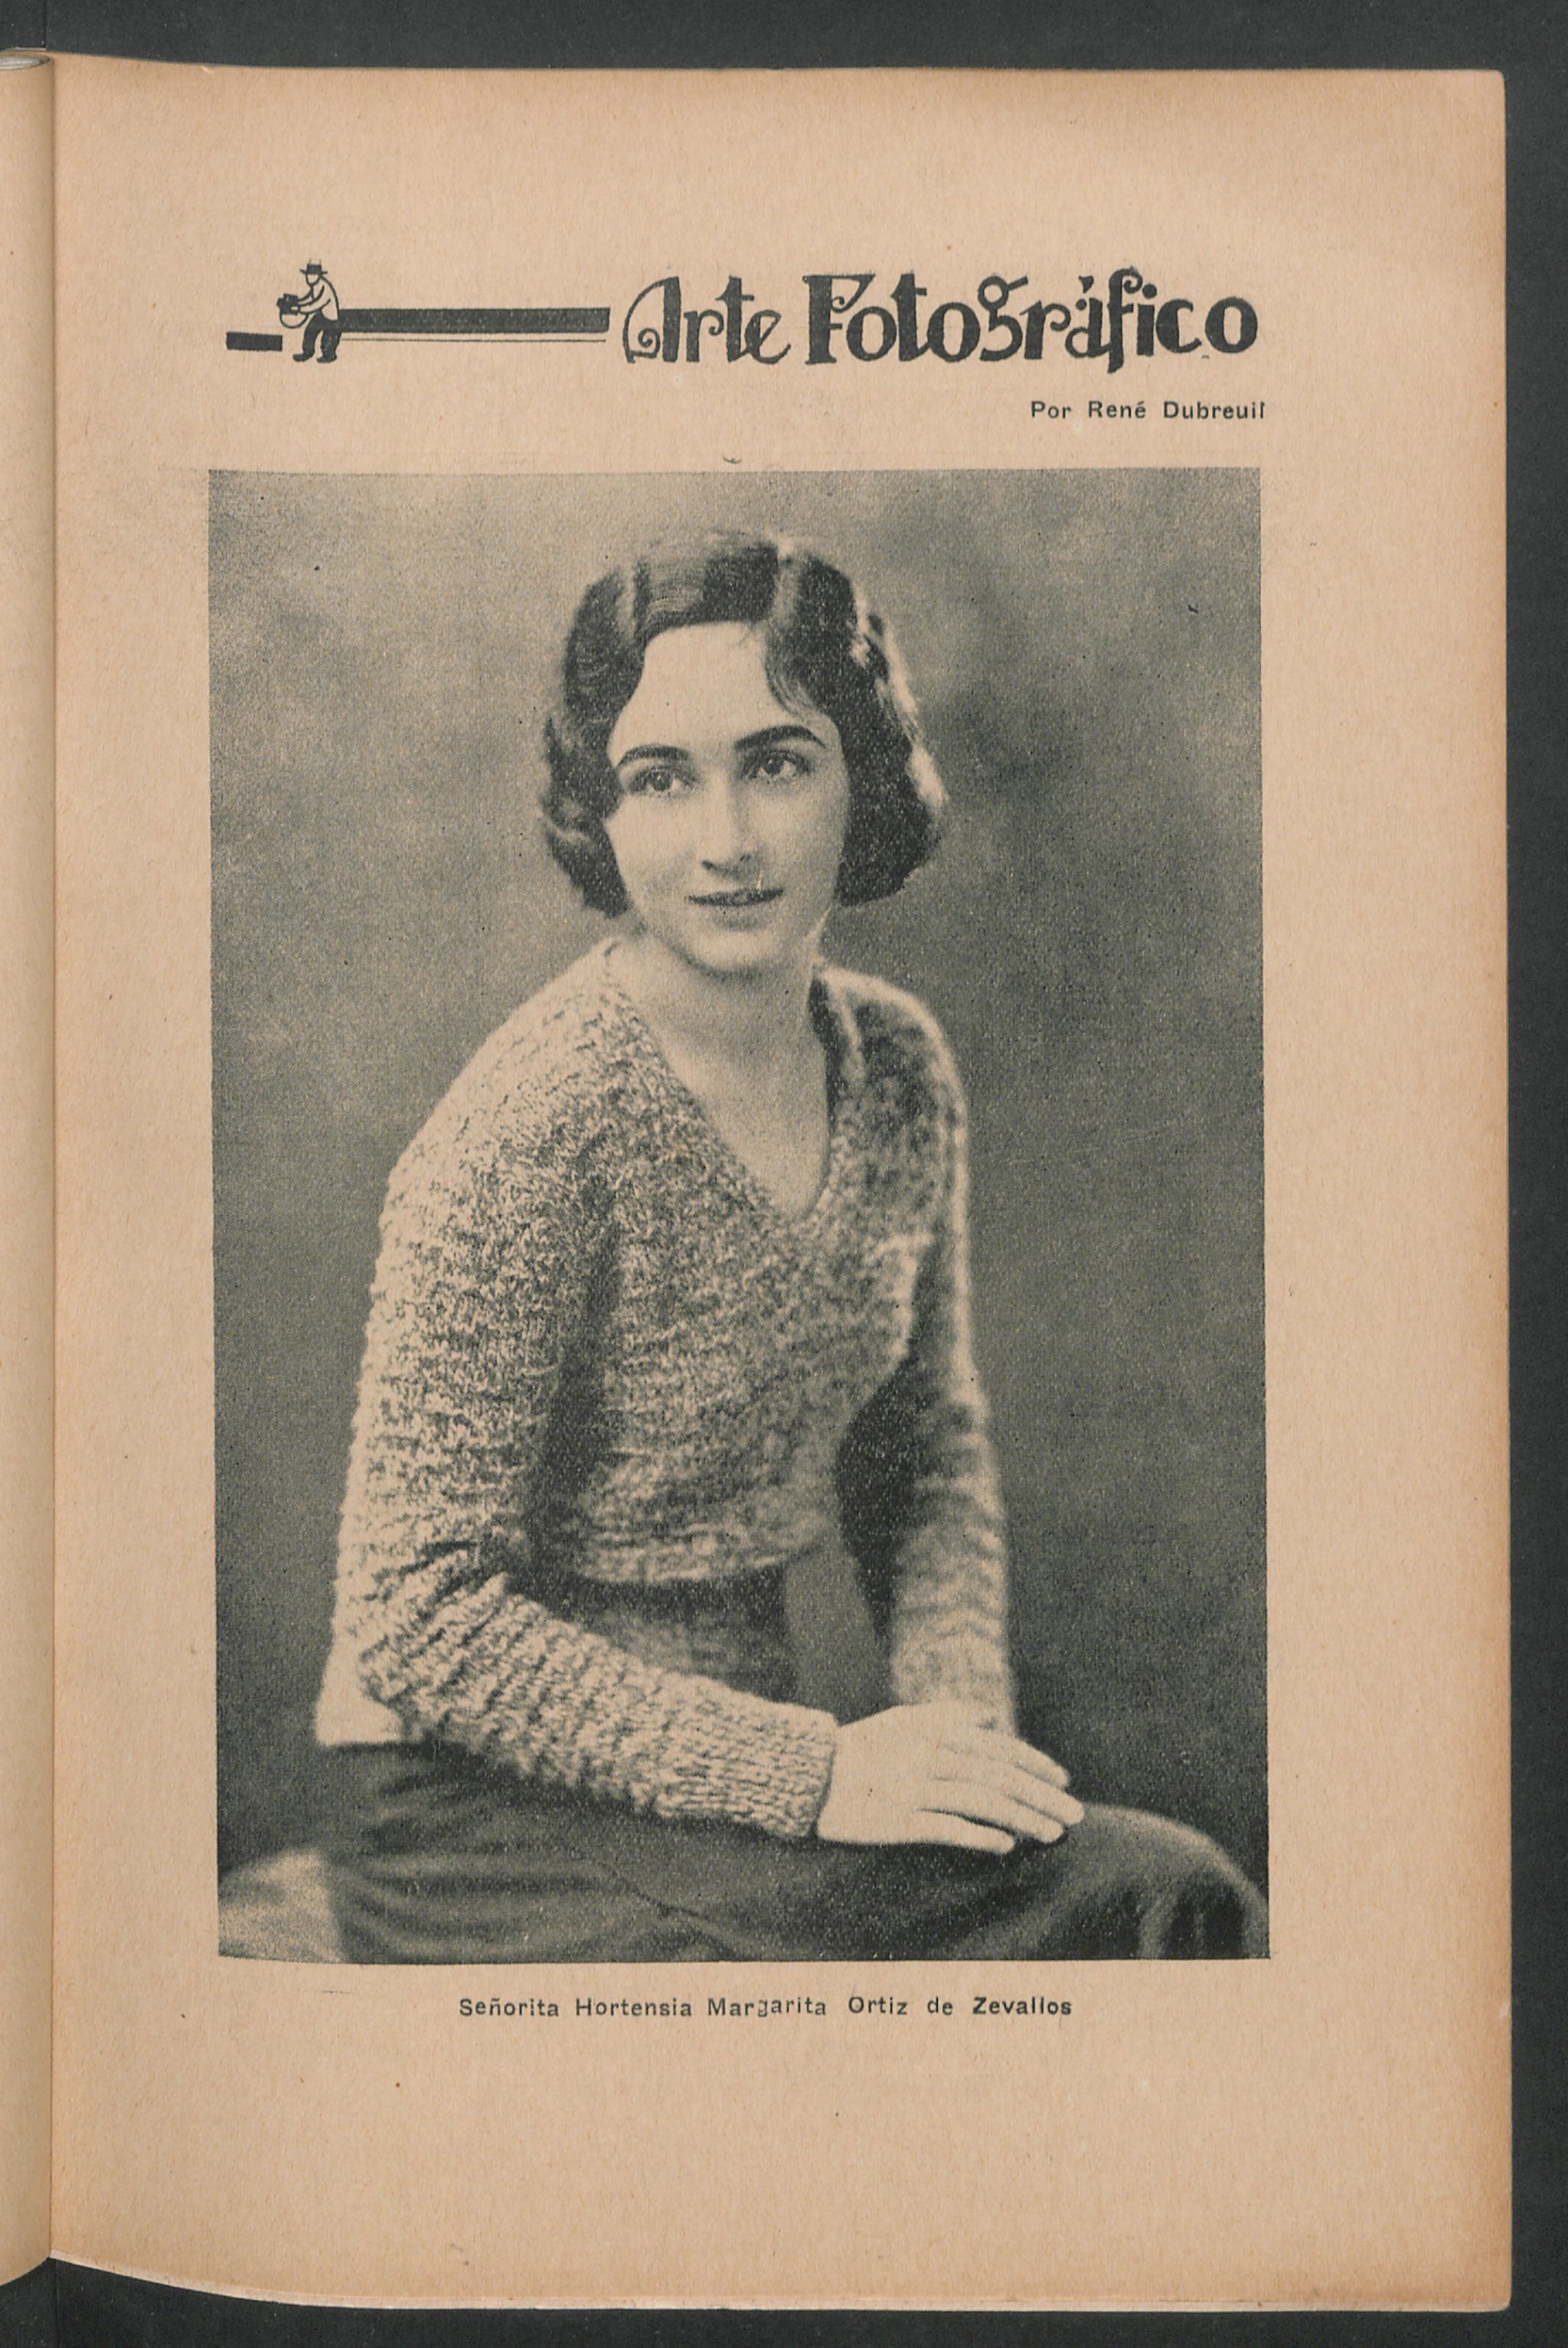 Arte Fotográfico
Por René Dubreuil
Señorita Hortensia Margarita Ortiz de Zevallos